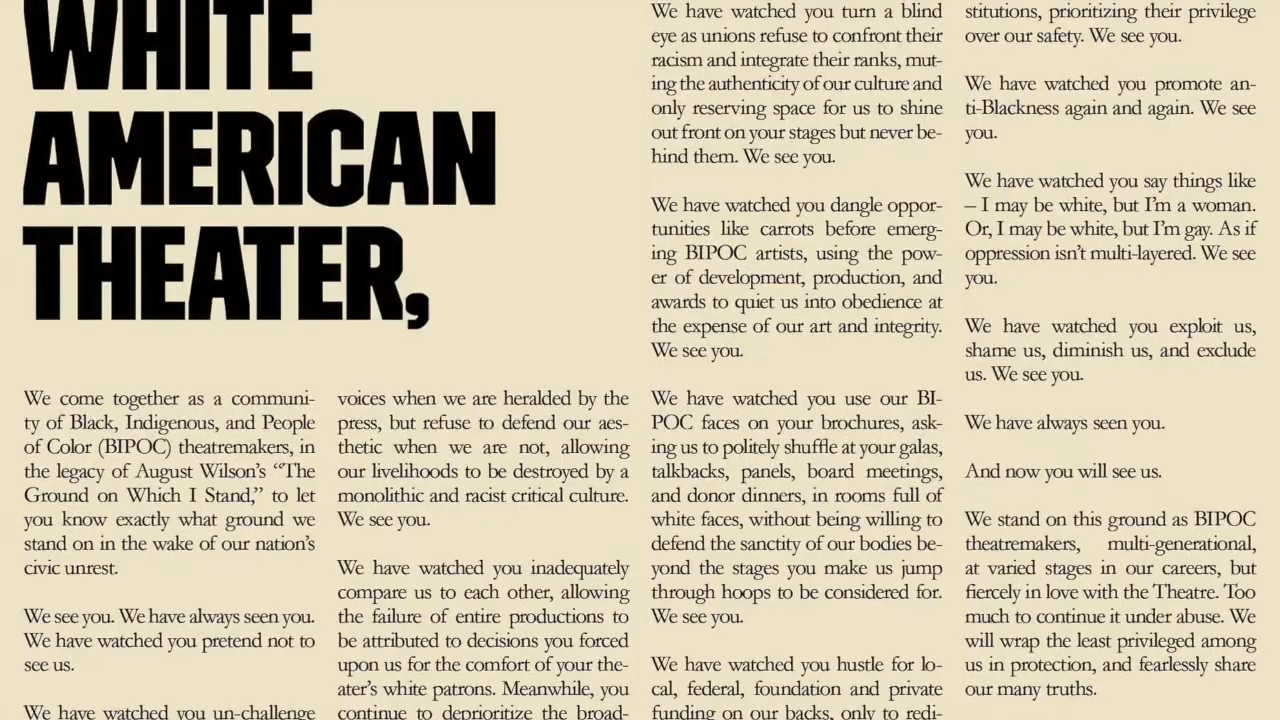 WHITE
AMERICAN
THEATER,
We come together as a communi-
ty of Black, Indigenous, and People
of Color (BIPOC) theatremakers, in
the legacy of August Wilson’s “The
Ground on Which I Stand,” to let
you know exactly what ground we
stand on in the wake of our nation’s
civic unrest.
We see you. We have always seen you.
We have watched you pretend not to
see us.
We have watched you un-challenge
voices when we are heralded by the
press, but refuse to defend our aes-
thetic when we are not, allowing
our livelihoods to be destroyed by a
monolithic and racist critical culture.
We see you.
We have watched you inadequately
compare us to each other, allowing
the failure of entire productions to
be attributed to decisions you forced
upon us for the comfort of your the-
ater’s white patrons. Meanwhile, you
continue to deprioritize the broad-
We have watched you turn a blind
eye as unions refuse to confront their
racism and integrate their ranks, mut-
ing the authenticity of our culture and
only reserving space for us to shine
out front on your stages but never be-
hind them. We see you.
We have watched you dangle oppor-
tunities like carrots before emerg-
ing BIPOC artists, using the pow-
er of development, production, and
awards to quiet us into obedience at
the expense of our art and integrity.
We see you.
We have watched you use our BI-
POC faces on your brochures, ask-
ing us to politely shuffle at your galas,
talkbacks, panels, board meetings,
and donor dinners, in rooms full of
white faces, without being willing to
defend the sanctity of our bodies be-
yond the stages you make us jump
through hoops to be considered for.
We see you.
We have watched you hustle for lo-
cal, federal, foundation and private
funding on our backs, only to redi-
stitutions, prioritizing their privilege
over our safety. We see you.
We have watched you promote an-
ti-Blackness again and again. We see
you.
We have watched you say things like
– I may be white, but I’m a woman.
Or, I may be white, but I’m gay. As if
oppression isn’t multi-layered. We see
you.
We have watched you exploit us,
shame us, diminish us, and exclude
us. We see you.
We have always seen you.
And now you will see us.
We stand on this ground as BIPOC
theatremakers, multi-generational,
at varied stages in our careers, but
fiercely in love with the Theatre. Too
much to continue it under abuse. We
will wrap the least privileged among
us in protection, and fearlessly share
our many truths.